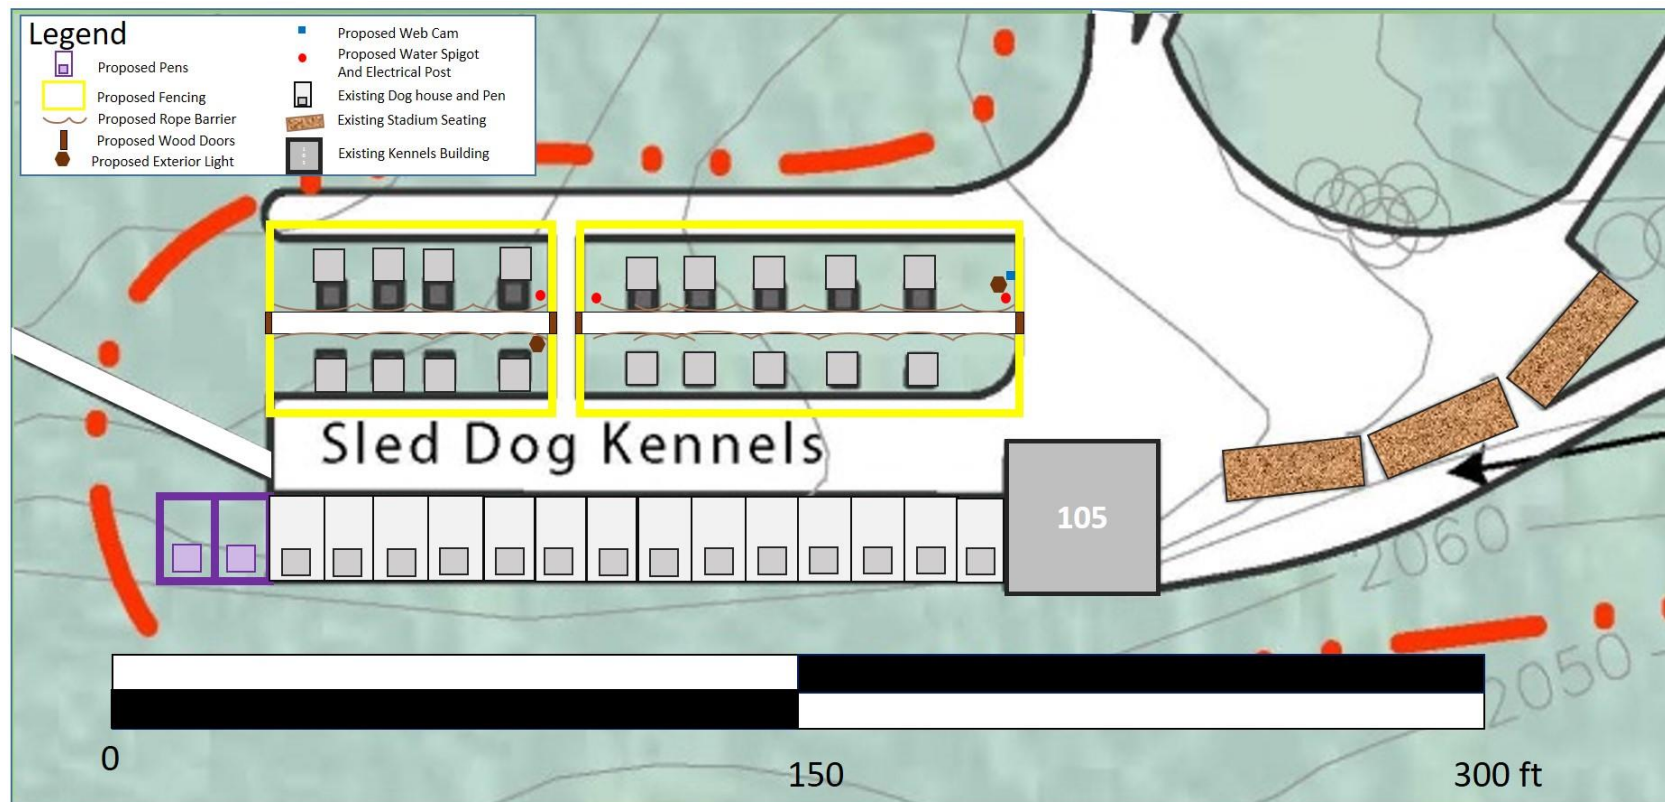 Legend
Proposed Pens
Proposed Fencing
Proposed Rope Barrier
Proposed Wood Doors
Proposed Exterior Light
Proposed Web Cam
Proposed Water Spigot
And Electrical Post
Existing Dog house and Pen
Existing Stadium Seating
Existing Kennels Building
Sled Dog Kennels
105
2060
2050
0
150
300 ft